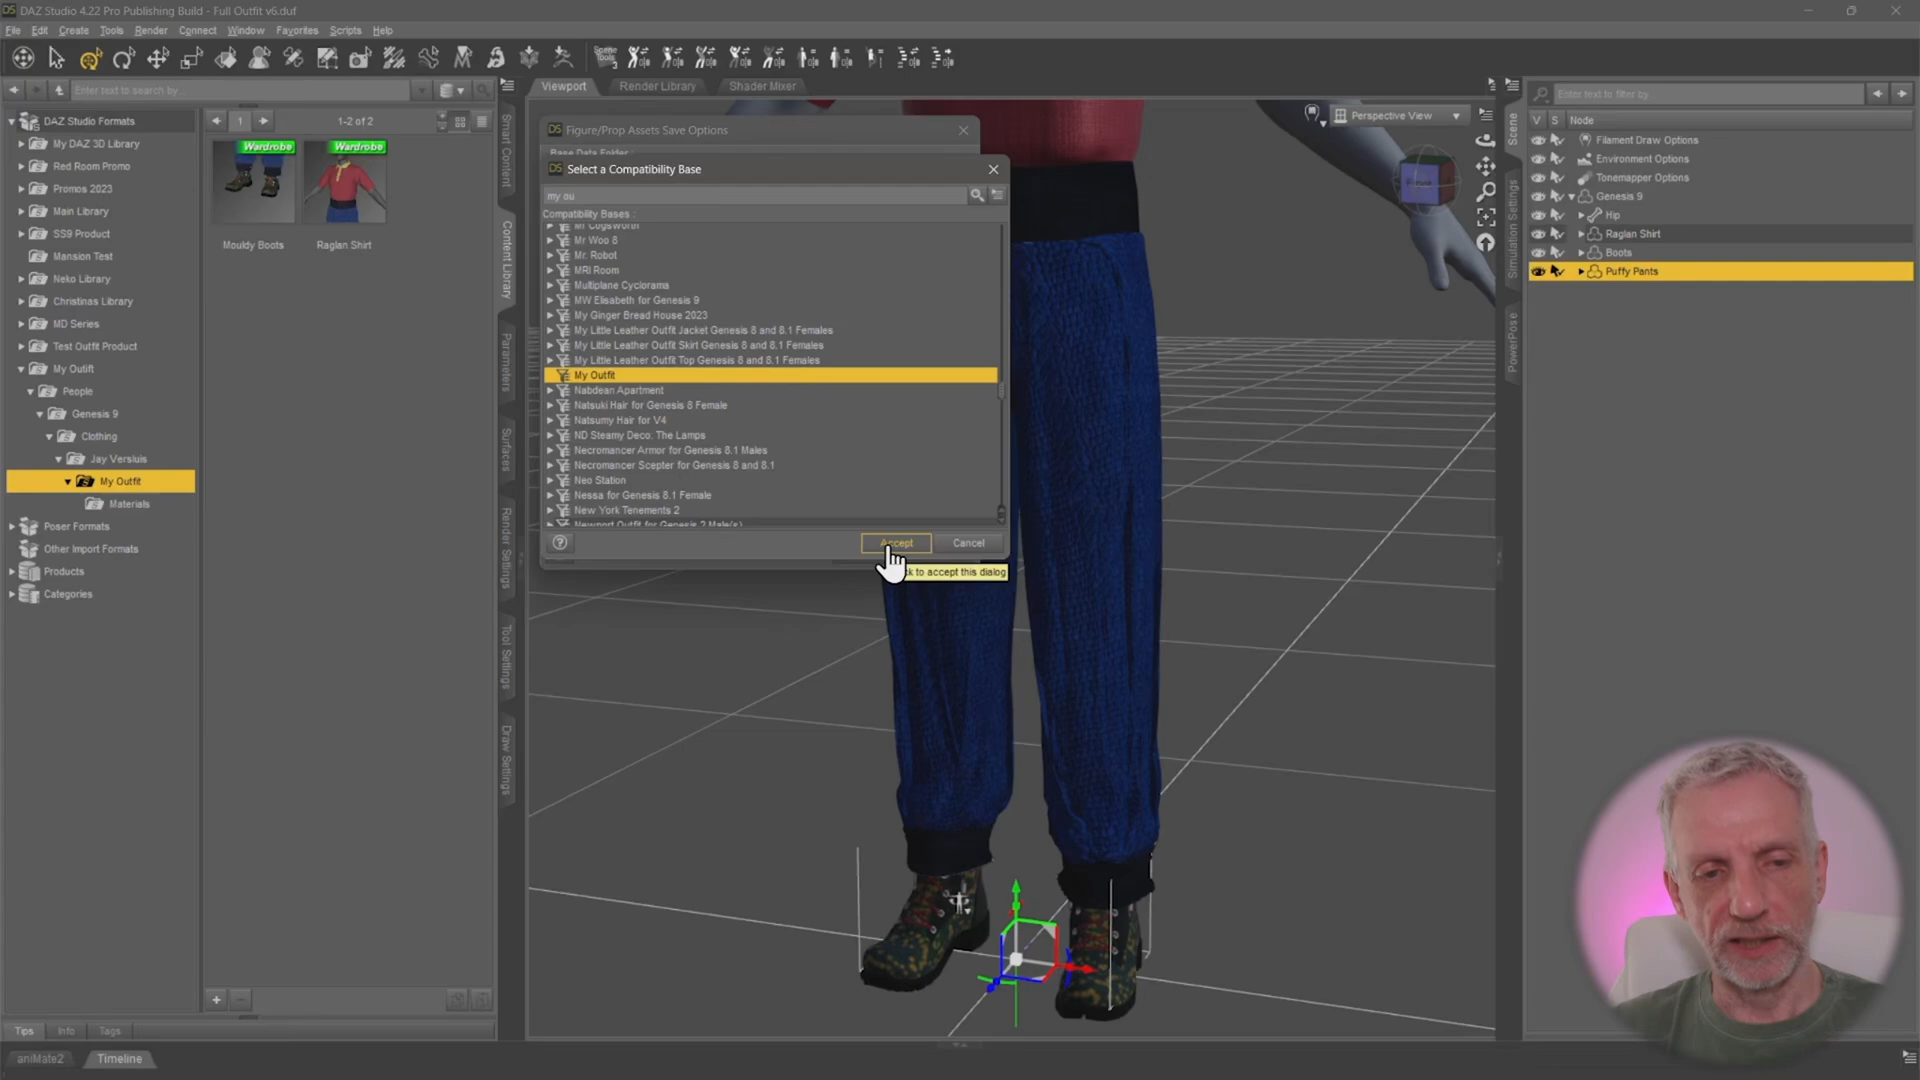 DAZ Studio 4.22 Pro Publishing Build - Full Outfit v6.duf
File Edit Create Tools Render Connect Window Favorites Scripts Help
Enter text to search by...
DAZ Studio Formats
My DAZ 3D Library
Red Room Promo
Promos 2023
Main Library
SS9 Product
Mansion Test
Neko Library
Christinas Library
MD Series
Test Outfit Product
My Outfit
People
Genesis 9
Clothing
Jay Versluis
My Outfit
Materials
Poser Formats
Other Import Formats
Products
Categories
1
1-2 of 2
Wardrobe
Wardrobe
Mouldy Boots
Raglan Shirt
Smart Content
Content Library
Parameters
Surfaces
Render Settings
Tool Settings
Draw Settings
Viewport
Render Library
Shader Mixer
Perspective View
Figure/Prop Assets Save Options
Base Data Folder
Select a Compatibility Base
my ou
Compatibility Bases :
Mr Cogsworth
Mr Woo 8
Mr. Robot
MRI Room
Multiplane Cyclorama
MW Elisabeth for Genesis 9
My Ginger Bread House 2023
My Little Leather Outfit Jacket Genesis 8 and 8.1 Females
My Little Leather Outfit Skirt Genesis 8 and 8.1 Females
My Little Leather Outfit Top Genesis 8 and 8.1 Females
My Outfit
Nabdean Apartment
Natsuki Hair for Genesis 8 Female
Natsumy Hair for V4
ND Steamy Deco: The Lamps
Necromancer Armor for Genesis 8.1 Males
Necromancer Scepter for Genesis 8 and 8.1
Neo Station
Nessa for Genesis 8.1 Female
New York Tenements 2
Newport Outfit for Genesis 2 Male(s)
Accept
Cancel
to accept this dialog
Scene
Simulation Settings
PowerPose
Enter text to filter by...
V S Node
Filament Draw Options
Environment Options
Tonemapper Options
Genesis 9
Hip
Raglan Shirt
Boots
Puffy Pants
Tips
Info
Tags
aniMate2
Timeline